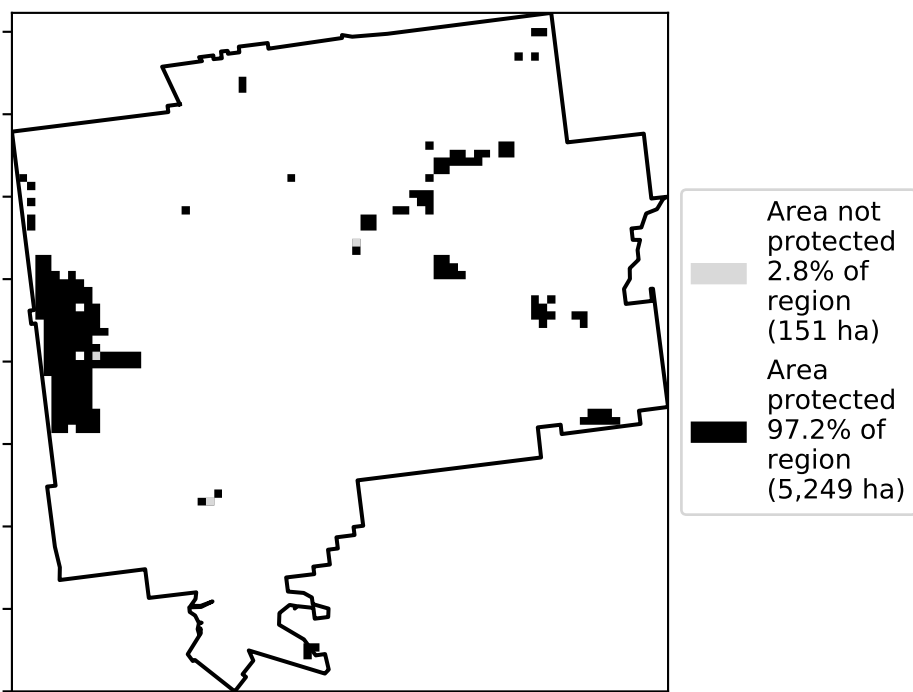 Area not
protected
2.8% of
region
(151 ha)
Area
protected
97.2% of
region
(5,249 ha)